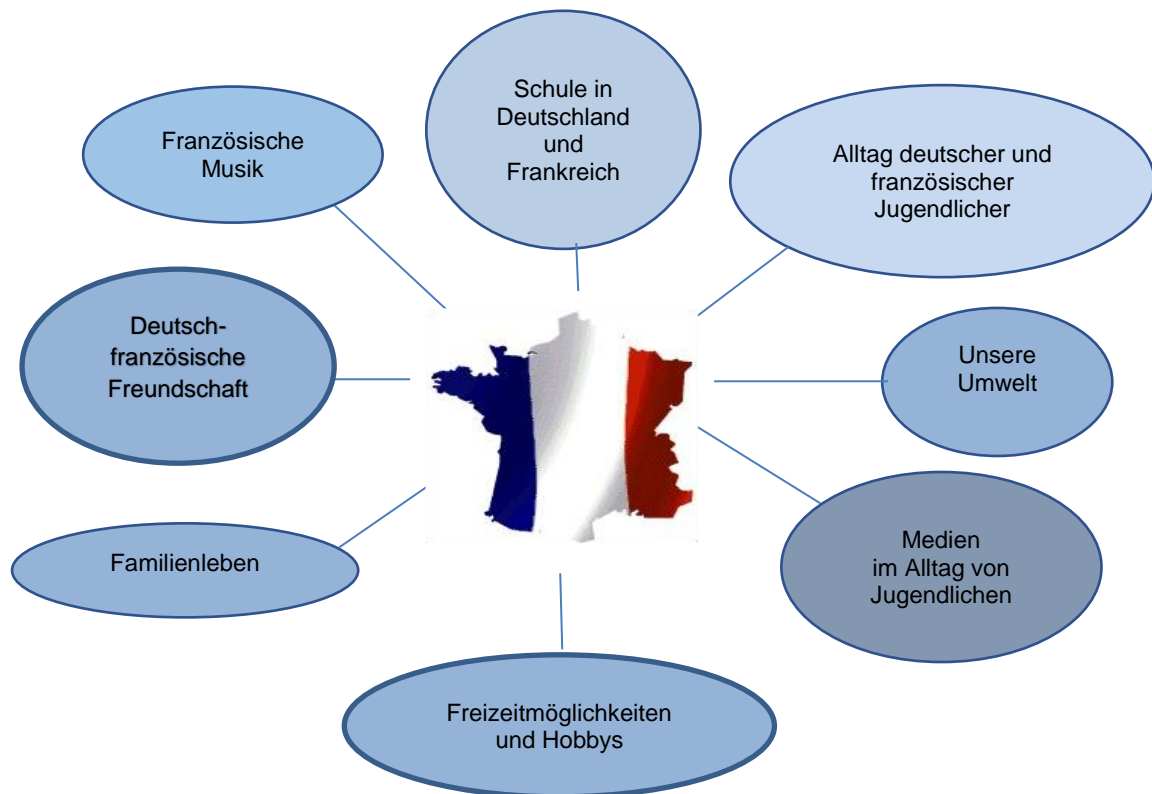 Schule in
Deutschland
und
Frankreich
Französische
Musik
Alltag deutscher und
französischer
Jugendlicher
Deutsch-
französische
Freundschaft
Unsere
Umwelt
Familienleben
Medien
im Alltag von
Jugendlichen
Freizeitmöglichkeiten
und Hobbys